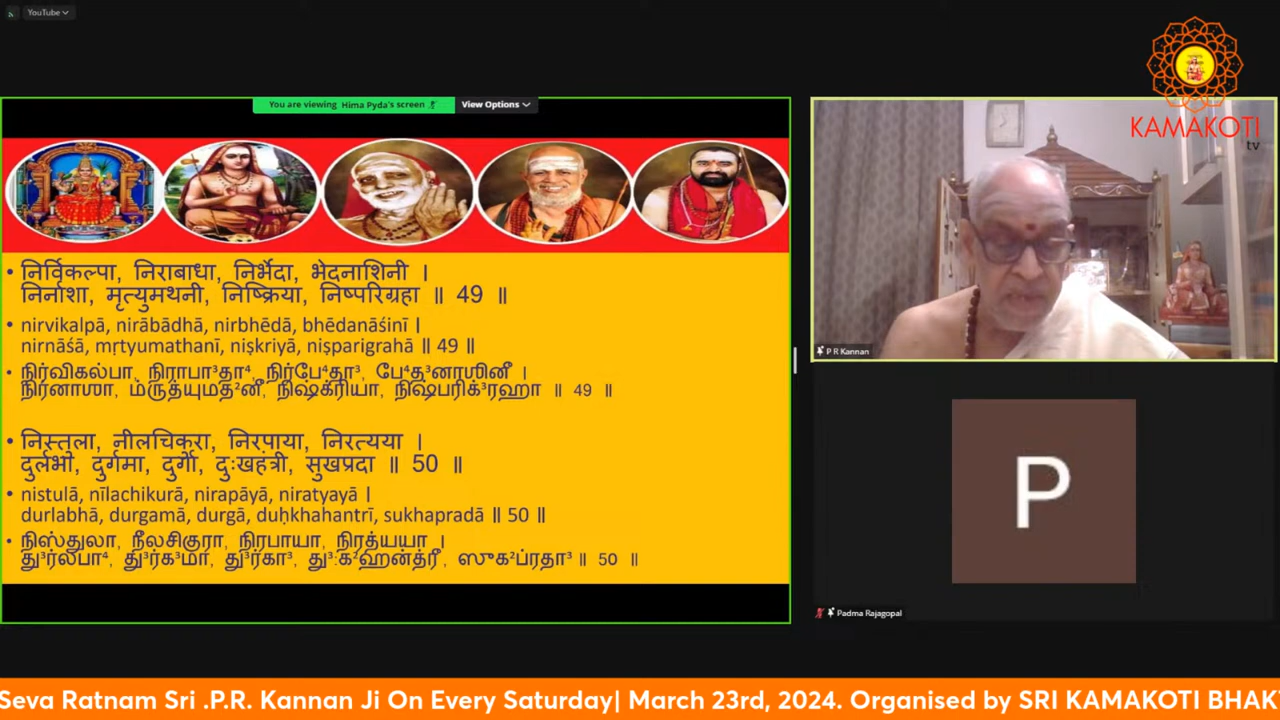 YouTube
You are viewing Hima Pyda's screen
View Options
KAMAKOTI
tv
• निर्विकल्पा, निराबाधा, निर्भेदा, भेदनाशिनी ।
निर्नाशा, मृत्युमथनी, निष्क्रिया, निष्परिग्रहा ॥ 49 ॥
• nirvikalpā, nirābādhā, nirbhēdā, bhēdanāśinī |
nirnāśā, mṛtyumathanī, niṣkriyā, niṣparigrahā ǁ 49 ǁ
• நிர்விகல்பா, நிராபா³தா⁴, நிர்பே⁴தா³, பே⁴த³னாஶினீ ।
நிர்னாஶா, ம்ருத்யுமத²னீ, நிஷ்க்ரியா, நிஷ்பரிக்³ரஹா ॥ 49 ॥
• निस्तुला, नीलचिकुरा, निरपाया, निरत्यया ।
दुर्लभा, दुर्गमा, दुर्गा, दुःखहंत्री, सुखप्रदा ॥ 50 ॥
• nistulā, nīlachikurā, nirapāyā, niratyayā |
durlabhā, durgamā, durgā, duḥkhahantrī, sukhapradā ǁ 50 ǁ
• நிஸ்துலா, நீலசிகுரா, நிரபாயா, நிரத்யயா ।
து³ர்லபா⁴, து³ர்க³மா, து³ர்கா³, து³:க²ஹன்த்ரீ, ஸுக²ப்ரதா³ ॥ 50 ॥
P R Kannan
P
Padma Rajagopal
Seva Ratnam Sri .P.R. Kannan Ji On Every Saturday| March 23rd, 2024. Organised by SRI KAMAKOTI BHAK